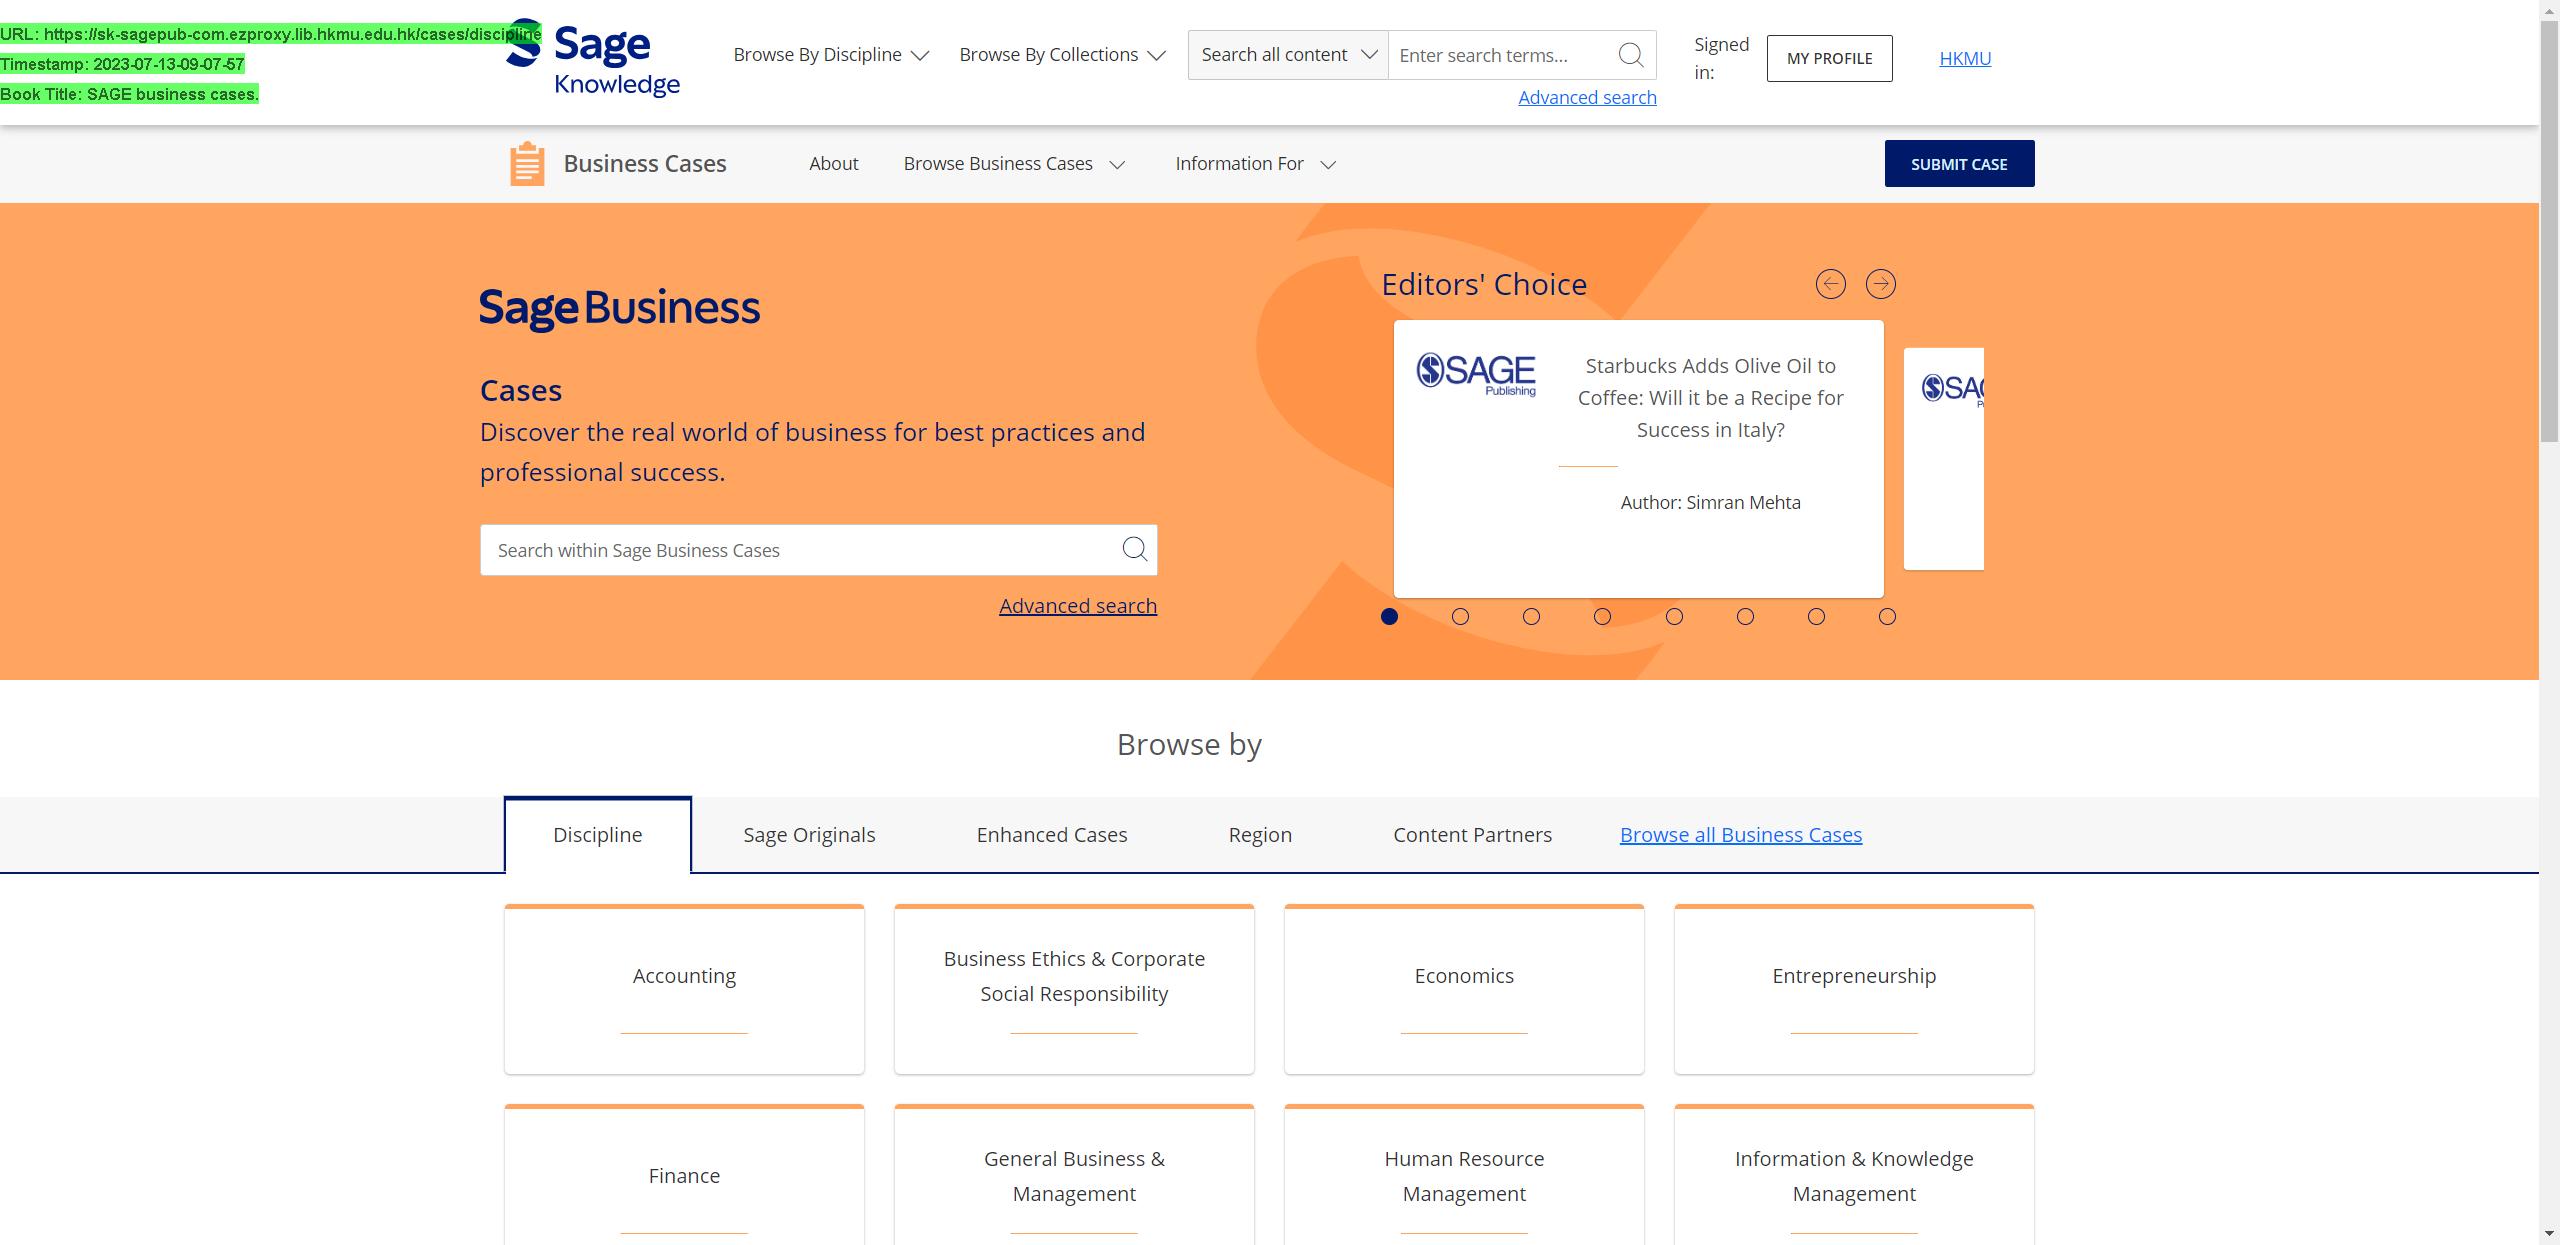 URL: https://sk-sagepub-com.ezproxy.lib.hkmu.edu.hk/cases/discipline
Timestamp: 2023-07-13-09-07-57
Book Title: SAGE business cases.
Sage
Knowledge
Browse By Discipline
Browse By Collections
Search all content
Enter search terms...
Advanced search
Signed
in:
MY PROFILE
HKMU
Business Cases
About
Browse Business Cases
Information For
SUBMIT CASE
Sage Business
Cases
Discover the real world of business for best practices and
professional success.
Search within Sage Business Cases
Advanced search
Editors' Choice
SAGE
Publishing
Starbucks Adds Olive Oil to
Coffee: Will it be a Recipe for
Success in Italy?
Author: Simran Mehta
Browse by
Discipline
Sage Originals
Enhanced Cases
Region
Content Partners
Browse all Business Cases
Accounting
Business Ethics & Corporate
Social Responsibility
Economics
Entrepreneurship
Finance
General Business &
Management
Human Resource
Management
Information & Knowledge
Management